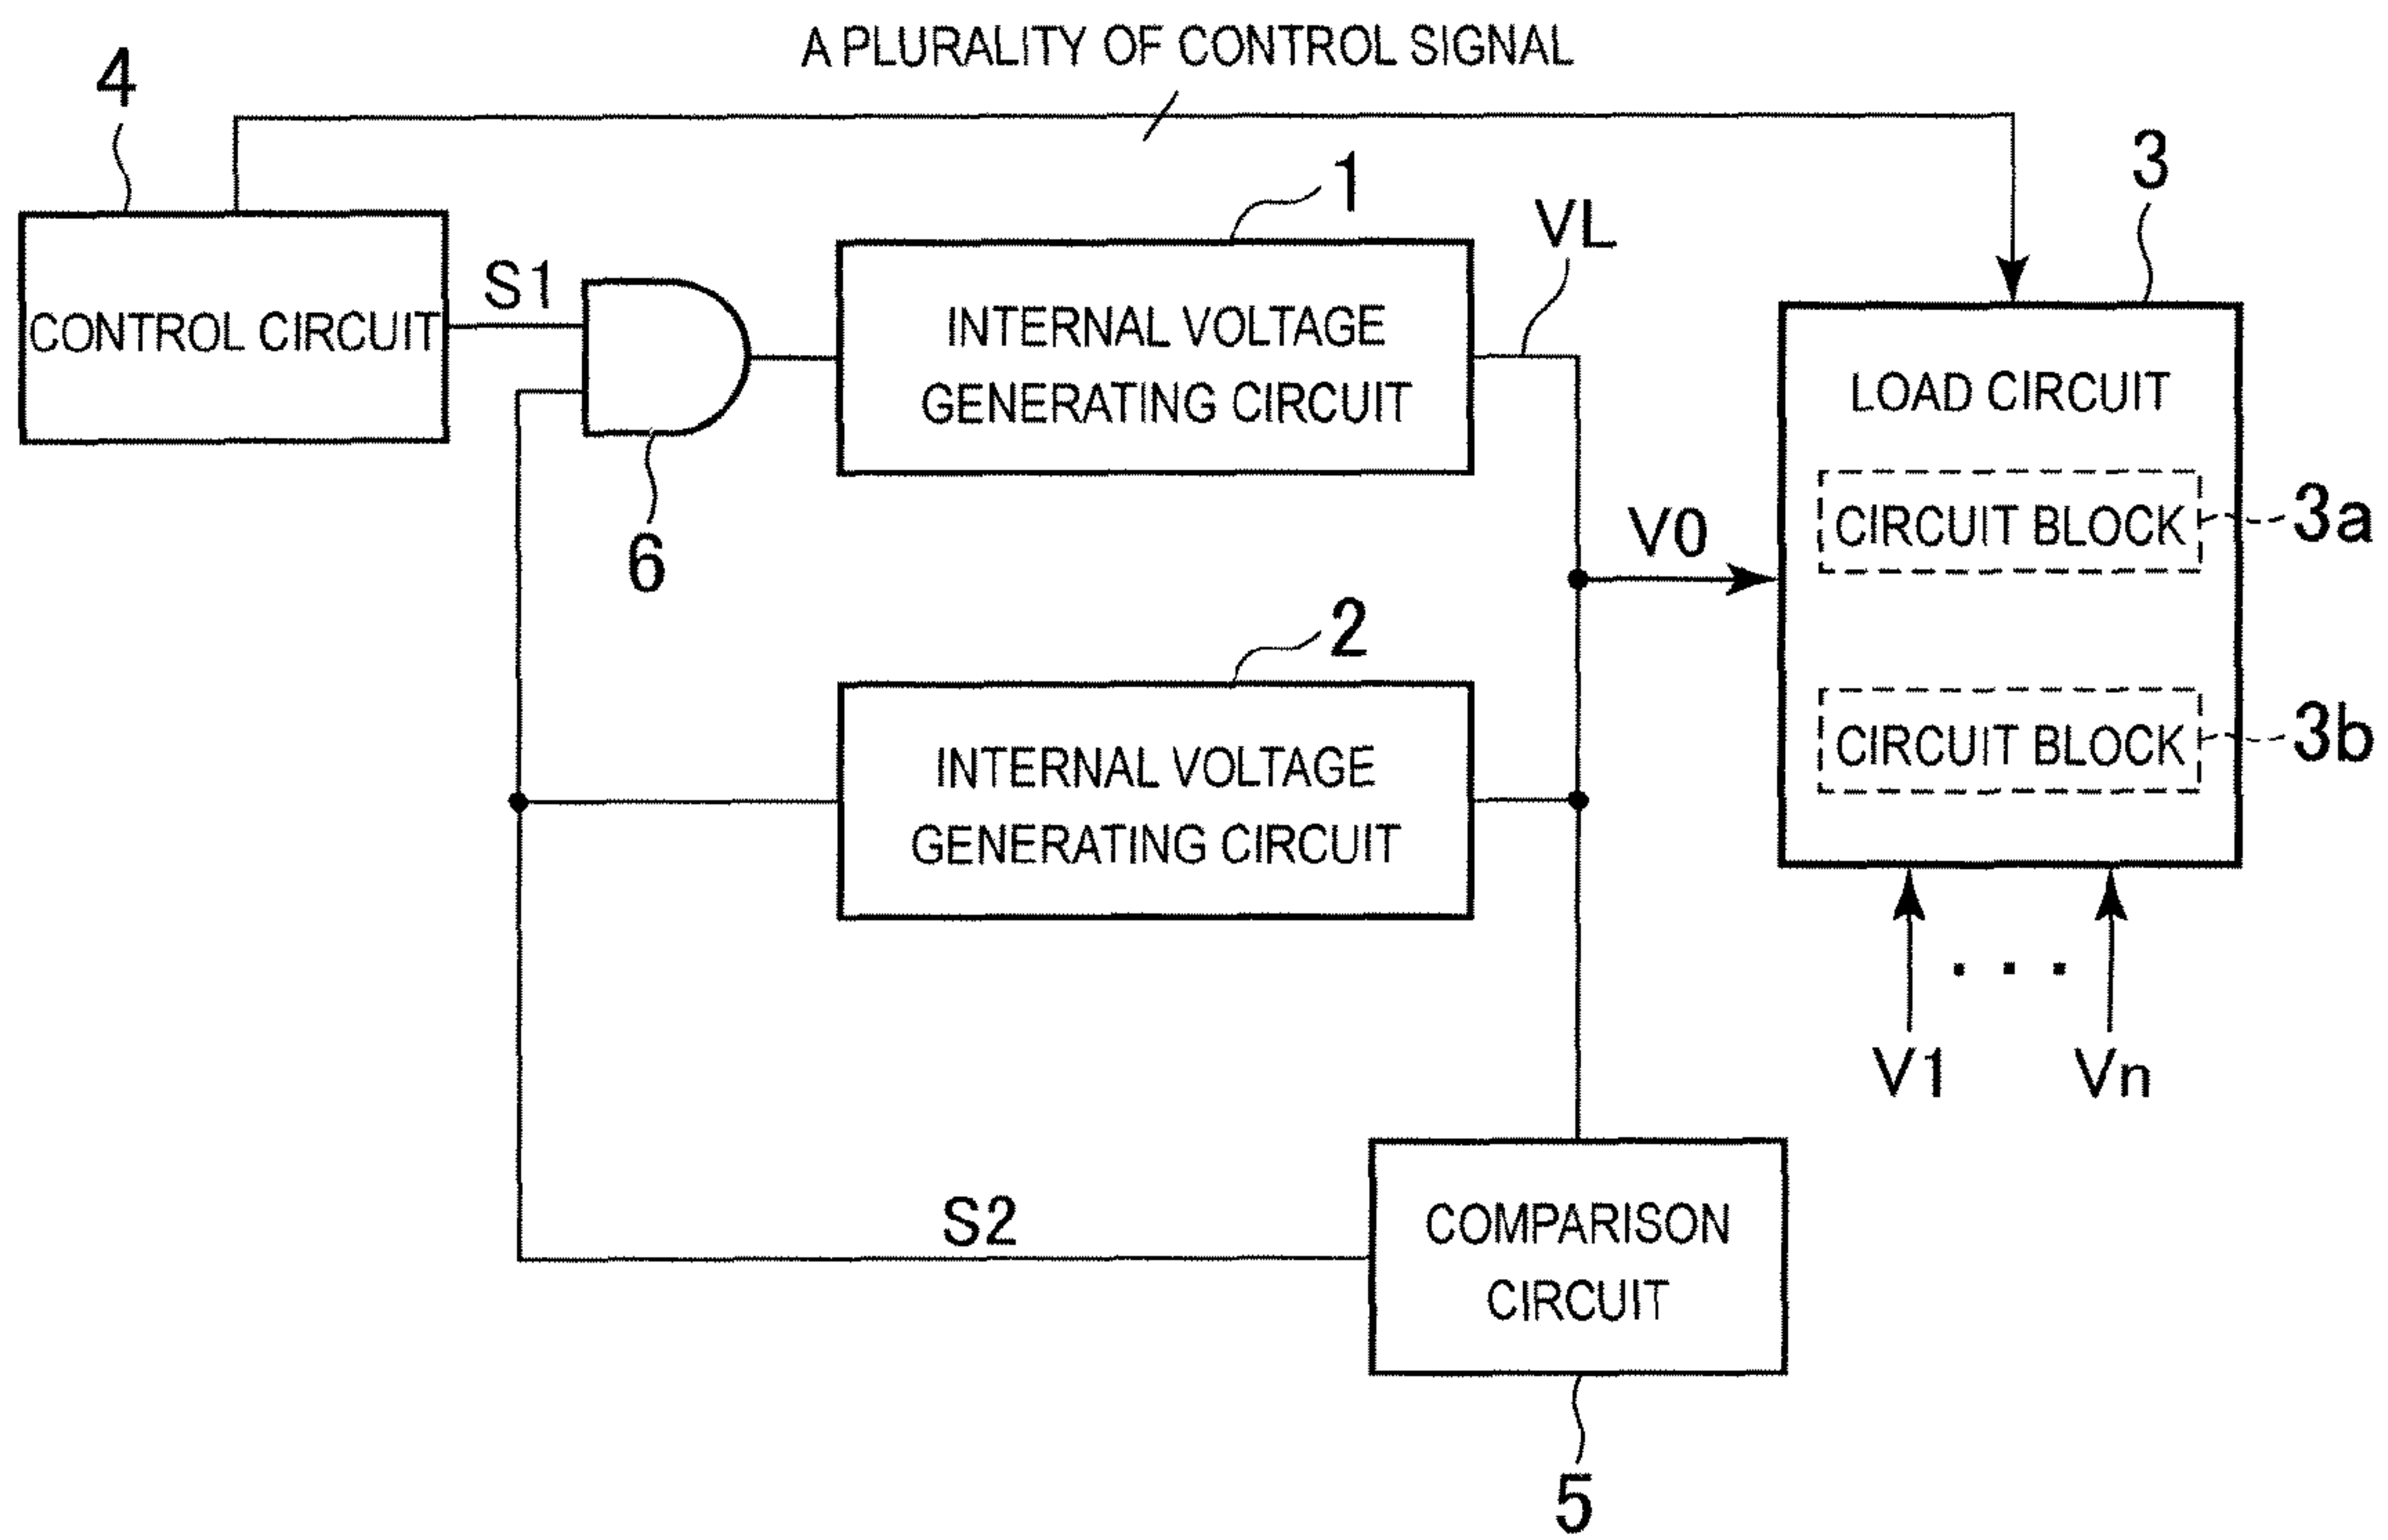 A PLURALITY OF CONTROL SIGNAL
4
1
3
VL
S1
CONTROL CIRCUIT
INTERNAL VOLTAGE
GENERATING CIRCUIT
LOAD CIRCUIT
6
V0
CIRCUIT BLOCK
3a
2
INTERNAL VOLTAGE
GENERATING CIRCUIT
CIRCUIT BLOCK
3b
. . .
V1
Vn
S2
COMPARISON
CIRCUIT
5